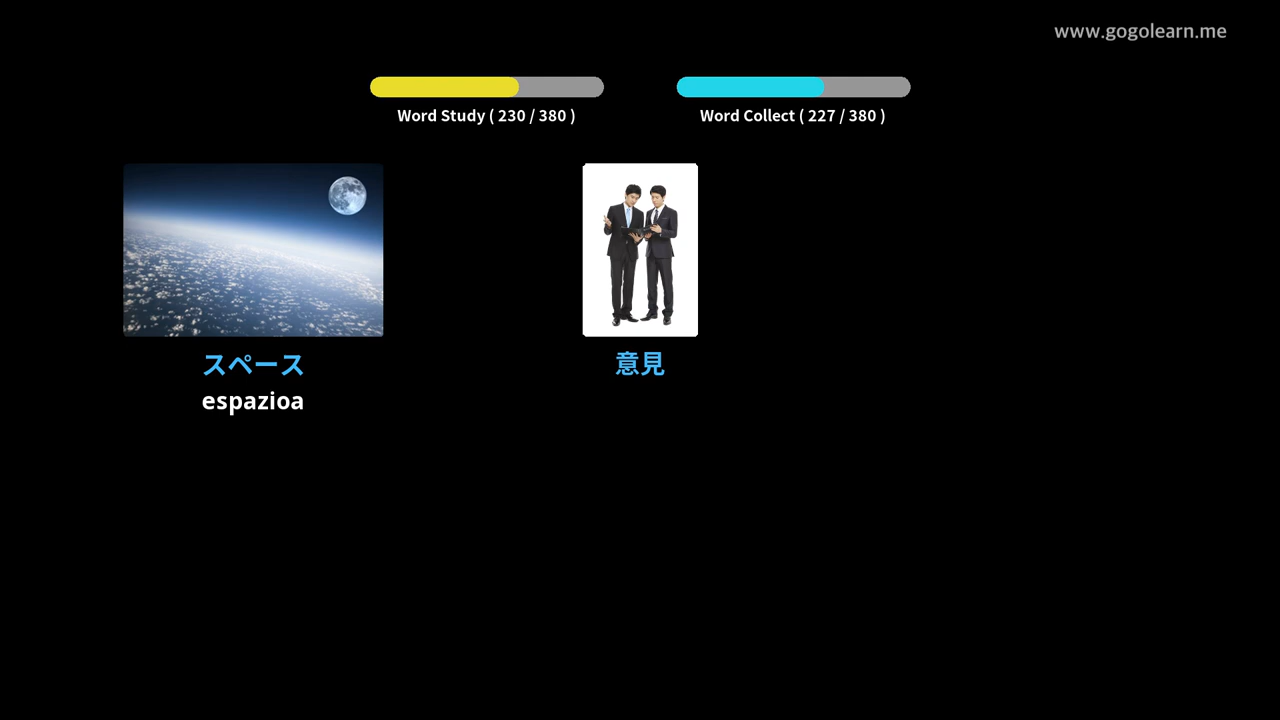 www.gogolearn.me
Word Study ( 230 / 380 )
Word Collect ( 227 / 380 )
スペース
意見
espazioa